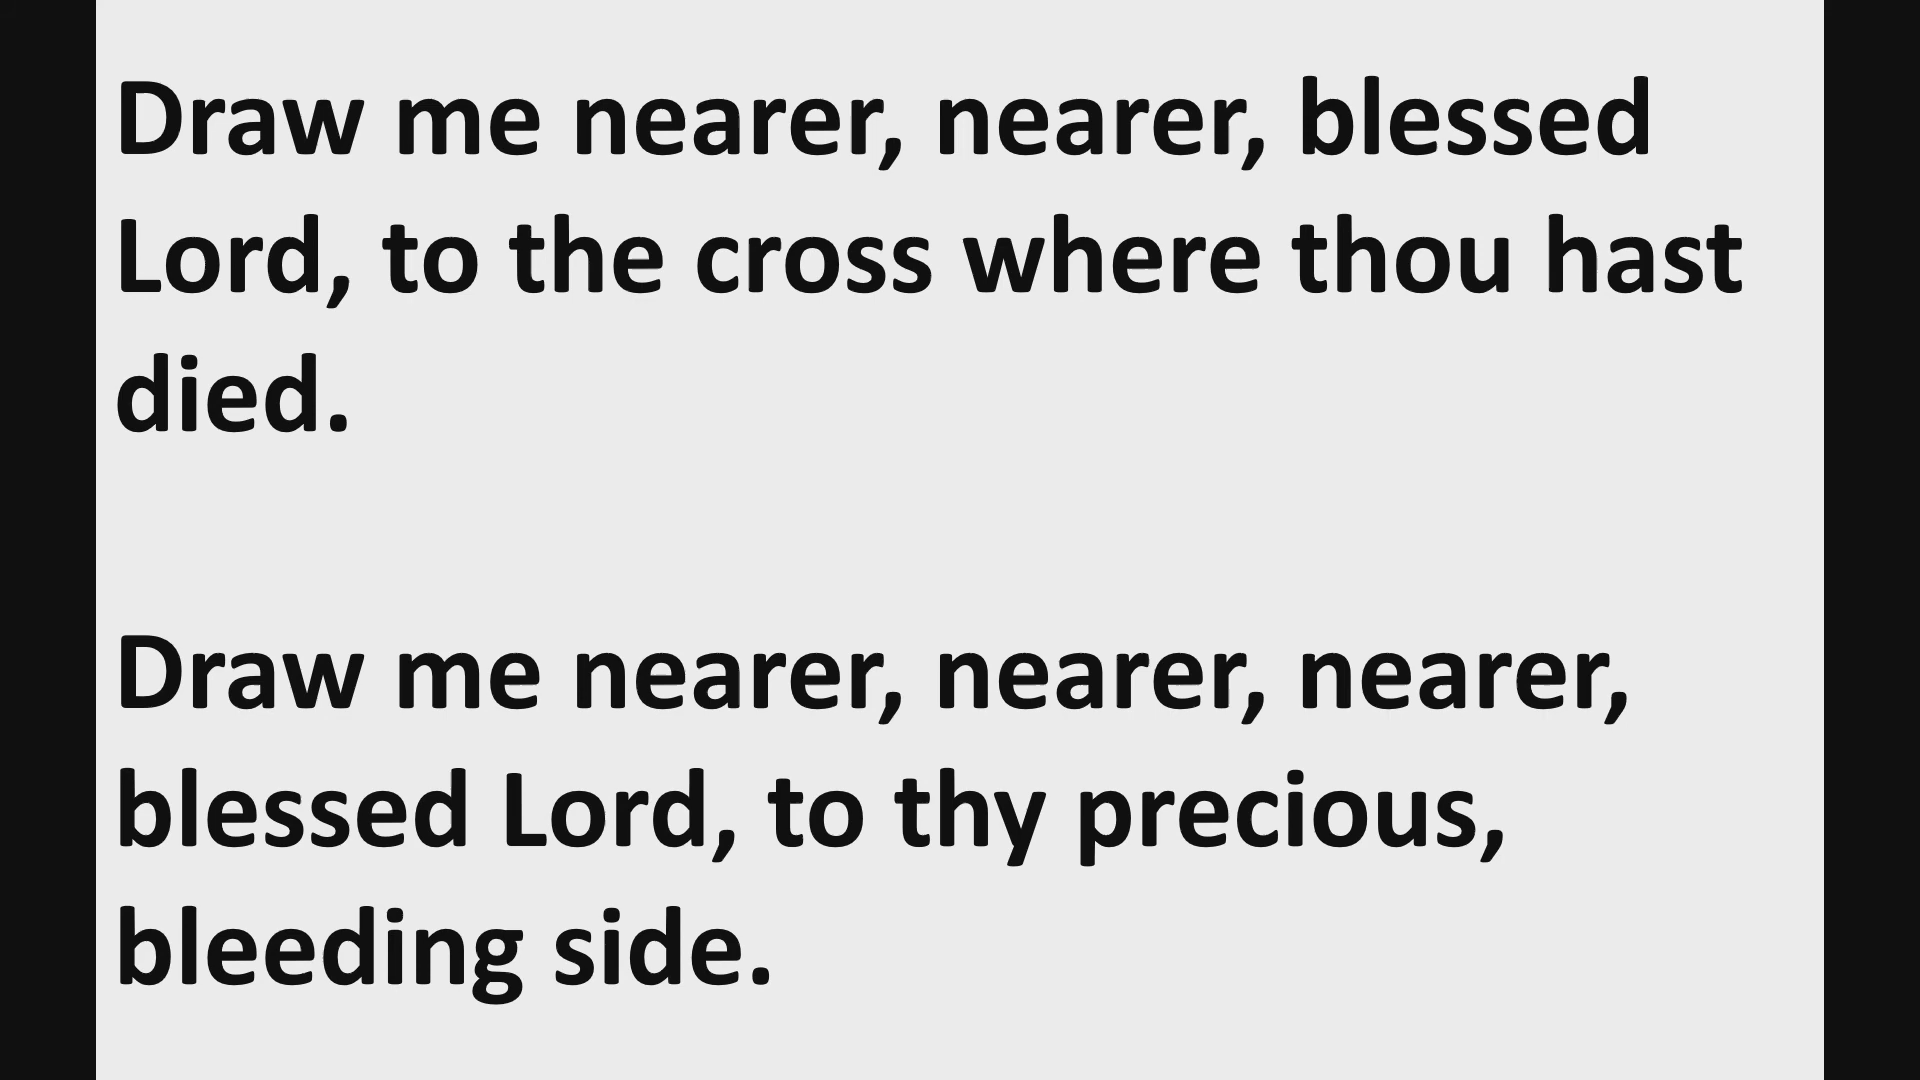 Draw me nearer, nearer, blessed
Lord, to the cross where thou hast
died.
Draw me nearer, nearer, nearer,
blessed Lord, to thy precious,
bleeding side.